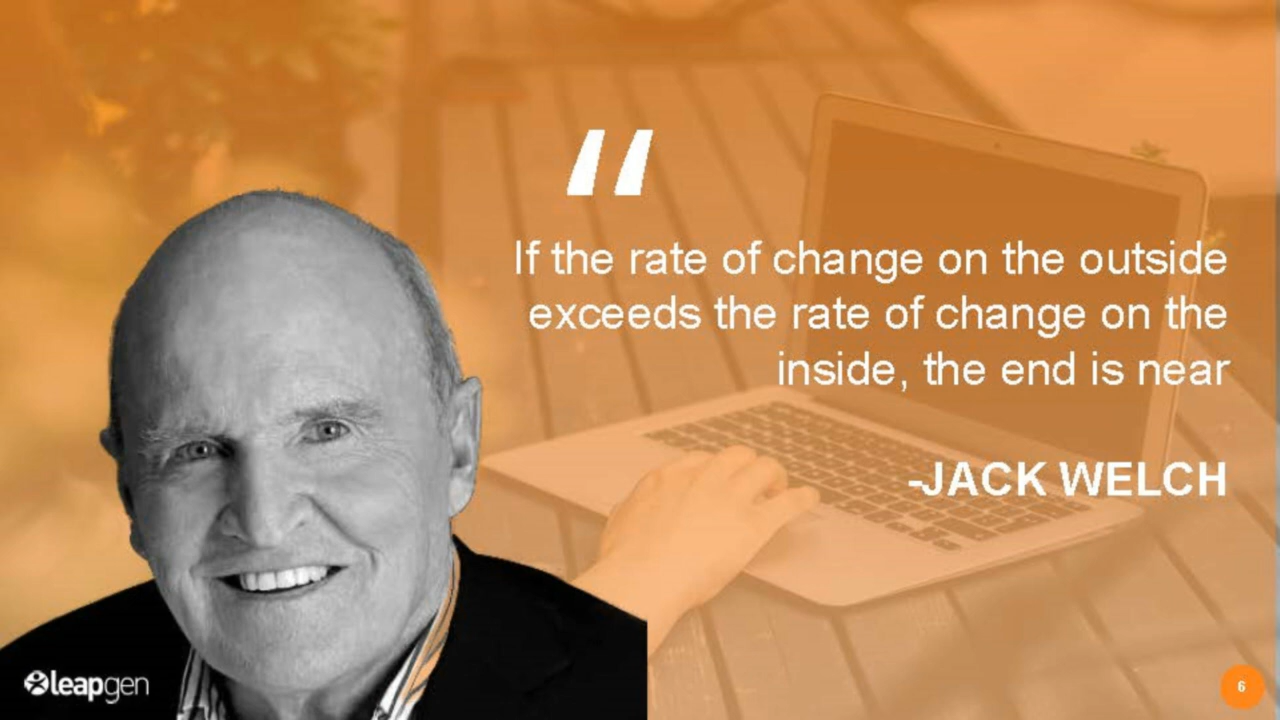 “
If the rate of change on the outside
exceeds the rate of change on the
inside, the end is near
-JACK WELCH
leapgen
6